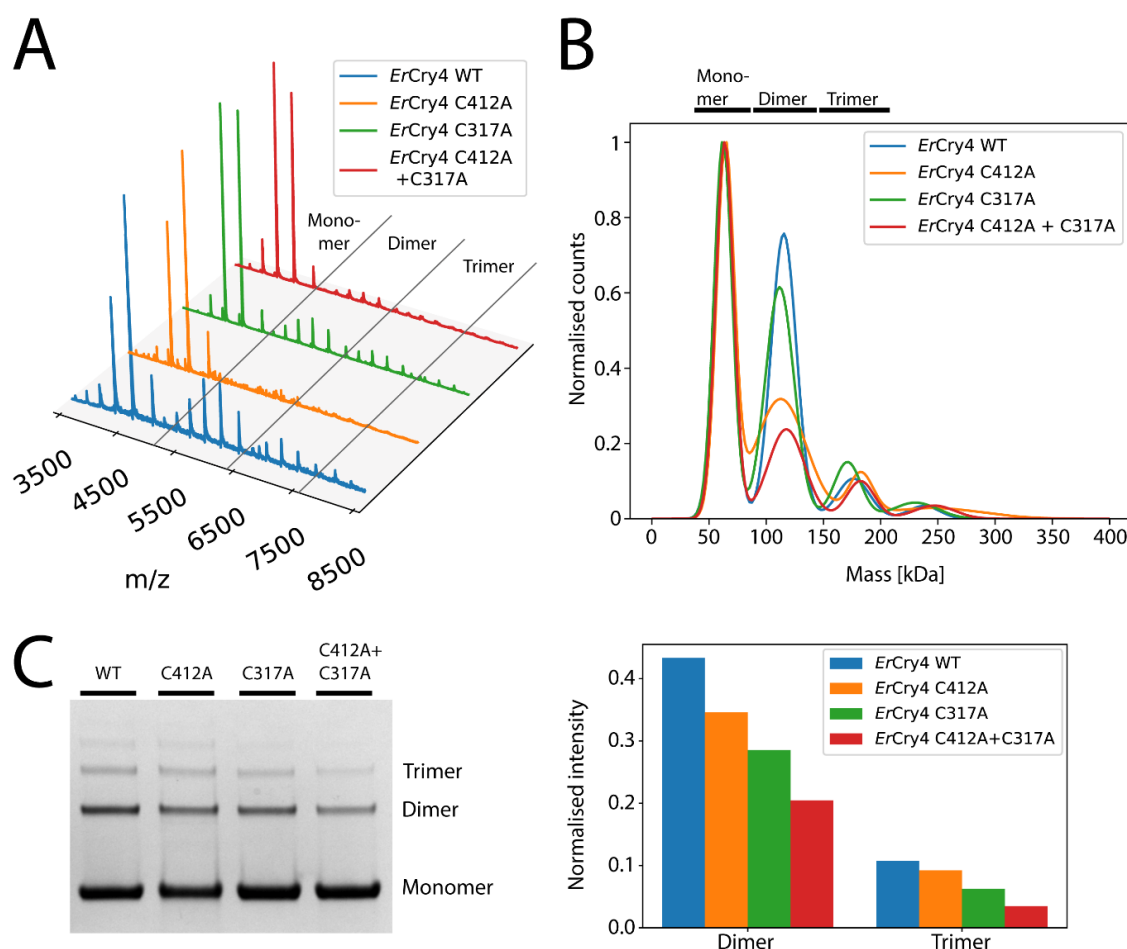 A
ErCry4 WT
ErCry4 C412A
ErCry4 C317A
ErCry4 C412A
+C317A
Mono-
mer
Dimer
Trimer
3500
4500
5500
6500
7500
8500
m/z
B
Mono-
mer
Dimer
Trimer
ErCry4 WT
ErCry4 C412A
ErCry4 C317A
ErCry4 C412A + C317A
Normalised counts
1
0.8
0.6
0.4
0.2
0
0 50 100 150 200 250 300 350 400
Mass [kDa]
C
WT
C412A
C317A
C412A+
C317A
Trimer
Dimer
Monomer
ErCry4 WT
ErCry4 C412A
ErCry4 C317A
ErCry4 C412A+C317A
Normalised intensity
0.4
0.3
0.2
0.1
0.0
Dimer Trimer